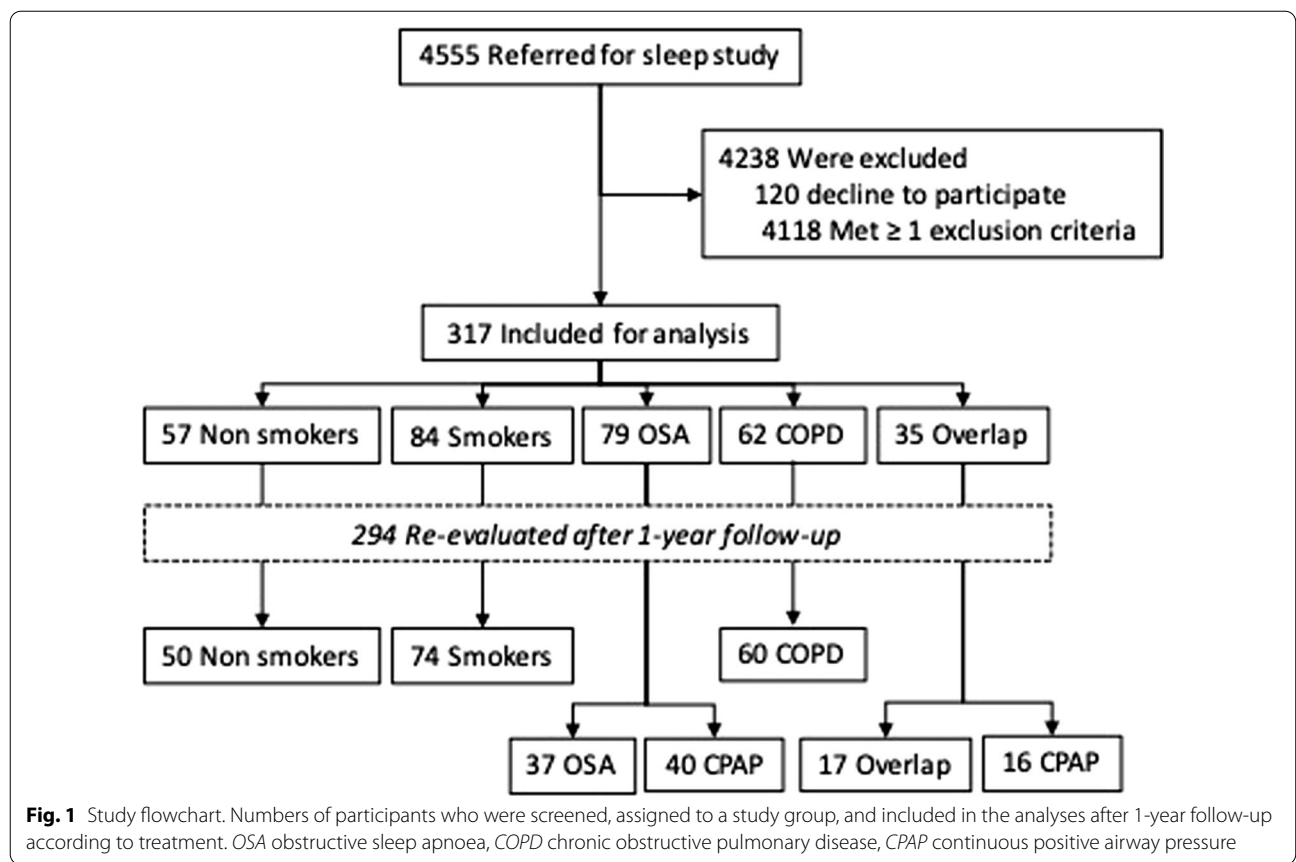 4555 Referred for sleep study
4238 Were excluded
120 decline to participate
4118 Met ≥ 1 exclusion criteria
317 Included for analysis
57 Non smokers
84 Smokers
79 OSA
62 COPD
35 Overlap
294 Re-evaluated after 1-year follow-up
50 Non smokers
74 Smokers
60 COPD
37 OSA
40 CPAP
17 Overlap
16 CPAP
Fig. 1 Study flowchart. Numbers of participants who were screened, assigned to a study group, and included in the analyses after 1-year follow-up
according to treatment. OSA obstructive sleep apnoea, COPD chronic obstructive pulmonary disease, CPAP continuous positive airway pressure